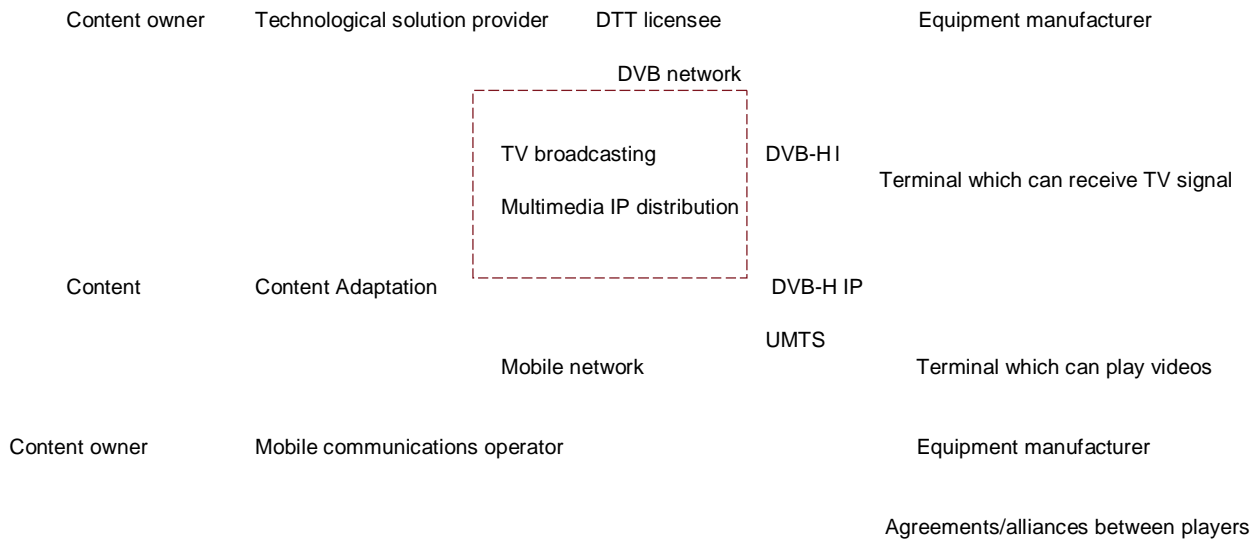 Content owner Technological solution provider DTT licensee Equipment manufacturer
DVB network
TV broadcasting DVB-H I
Terminal which can receive TV signal
Multimedia IP distribution
Content Content Adaptation DVB-H IP
UMTS
Mobile network Terminal which can play videos
Content owner Mobile communications operator Equipment manufacturer
Agreements/alliances between players